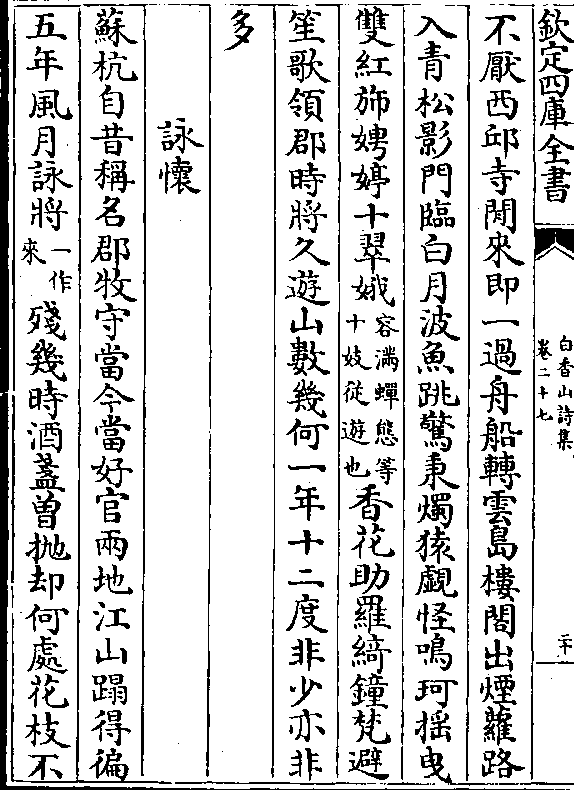 欽定四庫全書
白香山詩集
卷二十七
二十
不厭西邱寺閒來即一過舟船轉雲島樓閣出煙蘿路
入青松影門臨白月波魚跳驚秉燭猿覷怪鳴珂揺曳
雙紅斾娉婷十翠娥容滿蟬態等十妓從遊也香花助羅綺鐘梵避
笙歌領郡時將久遊山數幾何一年十二度非少亦非
多
詠懷
蘇杭自昔稱名郡牧守當今當好官兩地江山蹋得徧
五年風月詠將一作來殘幾時酒盞曾抛却何處花枝不